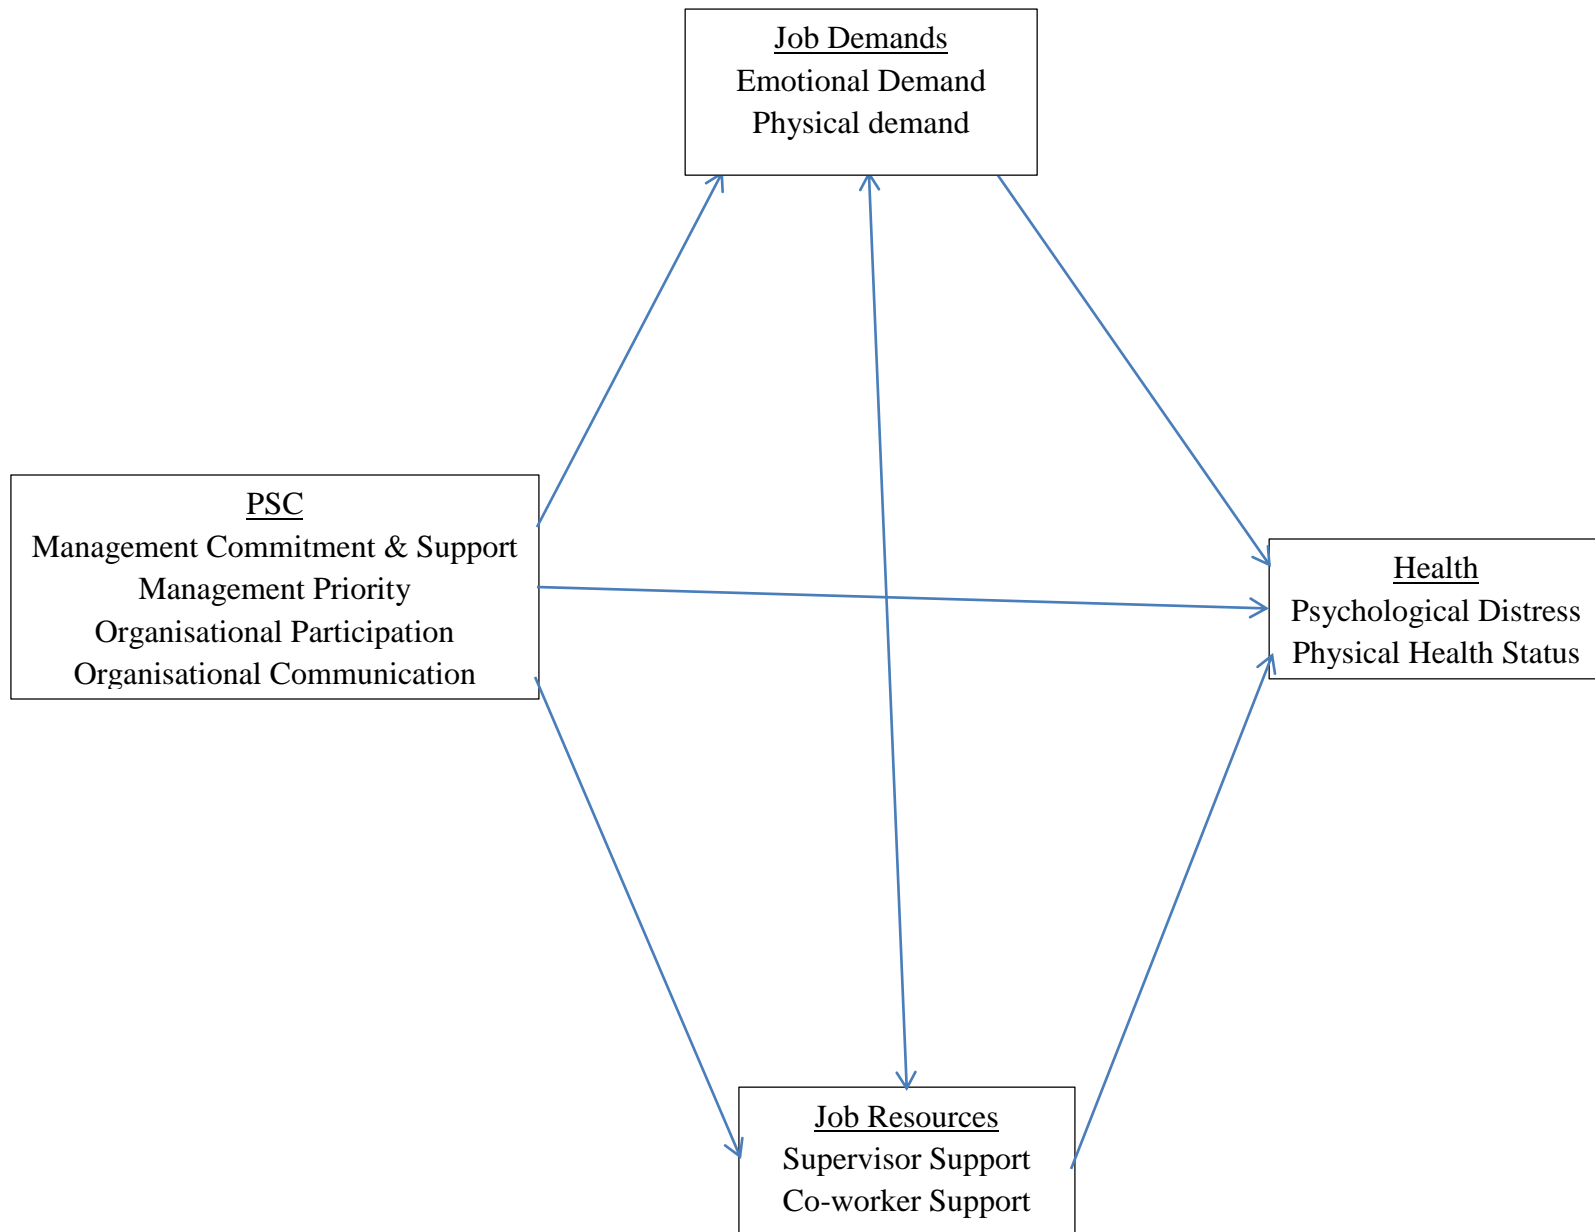 Job Demands
Emotional Demand
Physical demand
PSC
Management Commitment & Support
Management Priority
Organisational Participation
Organisational Communication
Health
Psychological Distress
Physical Health Status
Job Resources
Supervisor Support
Co-worker Support